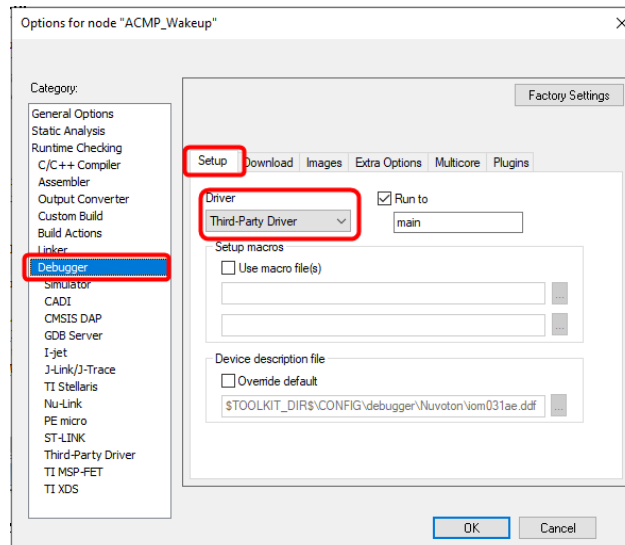 Options for node "ACMP_Wakeup"
Category:
Factory Settings
General Options
Static Analysis
Runtime Checking
C/C++ Compiler
Assembler
Output Converter
Custom Build
Build Actions
Linker
Debugger
Simulator
CADI
CMSIS DAP
GDB Server
I-jet
J-Link/J-Trace
TI Stellaris
Nu-Link
PE micro
ST-LINK
Third-Party Driver
TI MSP-FET
TI XDS
Setup Download Images Extra Options Multicore Plugins
Driver
Run to
Third-Party Driver
main
Setup macros
Use macro file(s)
...
...
Device description file
Override default
$TOOLKIT_DIR$\CONFIG\debugger\Nuvoton\iom031ae.ddf
...
OK Cancel